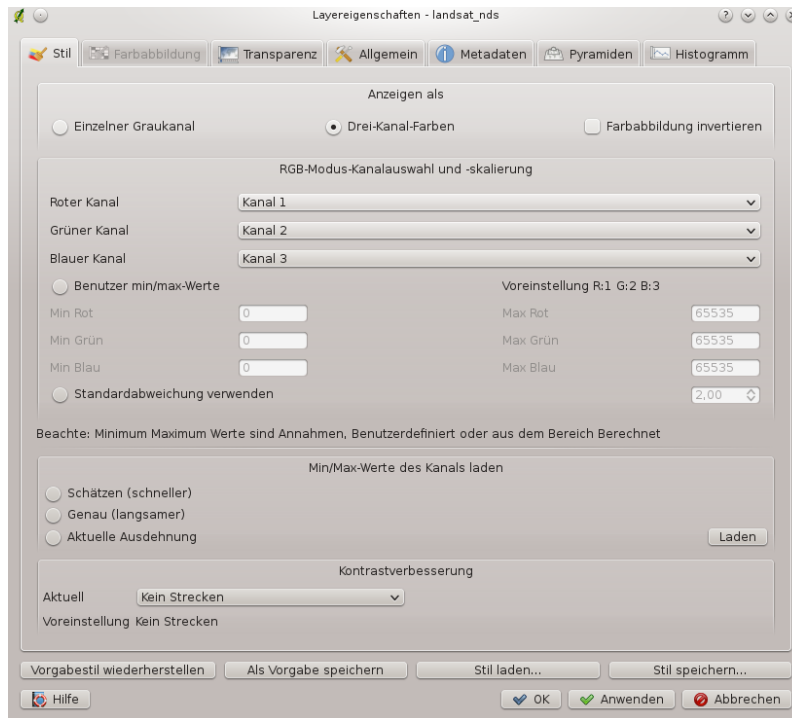 Layereigenschaften - landsat_nds
Stil Farbabbildung Transparenz Allgemein Metadaten Pyramiden Histogramm
Anzeigen als
Einzelner Graukanal Drei-Kanal-Farben Farbabbildung invertieren
RGB-Modus-Kanalauswahl und -skalierung
Roter Kanal Kanal 1
Grüner Kanal Kanal 2
Blauer Kanal Kanal 3
Benutzer min/max-Werte Voreinstellung R:1 G:2 B:3
Min Rot 0 Max Rot 65535
Min Grün 0 Max Grün 65535
Min Blau 0 Max Blau 65535
Standardabweichung verwenden 2,00
Beachte: Minimum Maximum Werte sind Annahmen, Benutzerdefiniert oder aus dem Bereich Berechnet
Min/Max-Werte des Kanals laden
Schätzen (schneller)
Genau (langsamer)
Aktuelle Ausdehnung Laden
Kontrastverbesserung
Aktuell Kein Strecken
Voreinstellung Kein Strecken
Vorgabestil wiederherstellen Als Vorgabe speichern Stil laden... Stil speichern...
Hilfe OK Anwenden Abbrechen